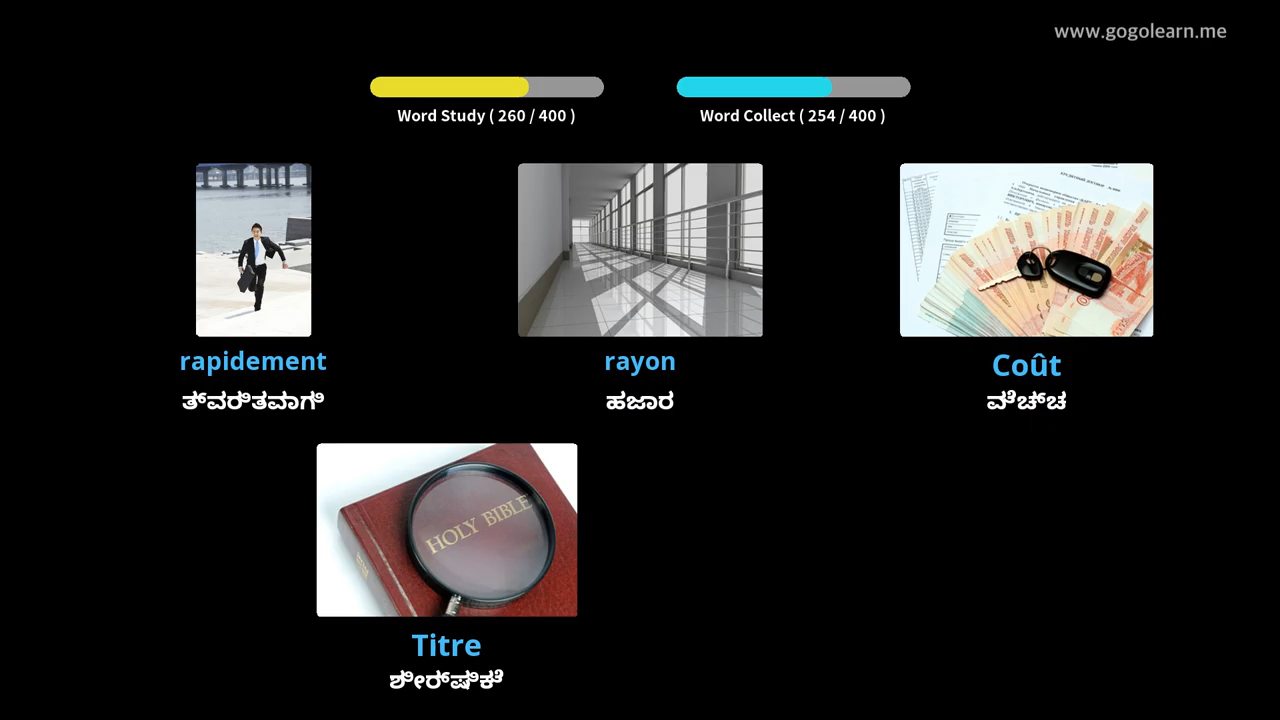 www.gogolearn.me
Word Study ( 260 / 400 )
Word Collect ( 254 / 400 )
rapidement
ತ್ವರಿತವಾಗಿ
rayon
ಹಜಾರ
Coût
ವೆಚ್ಚ
HOLY BIBLE
Titre
ಶೀರ್ಷಿಕೆ